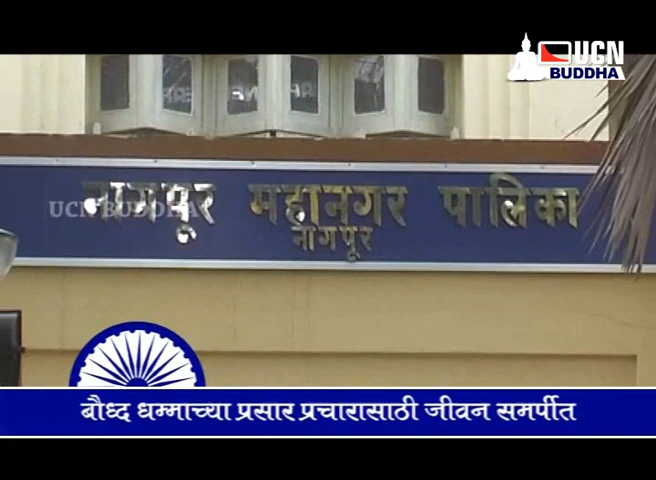 UCN
BUDDHA
नागपूर महानगर पालिका
UCN BUDDHA
नागपूर
बौध्द धम्माच्या प्रसार प्रचारासाठी जीवन समर्पीत